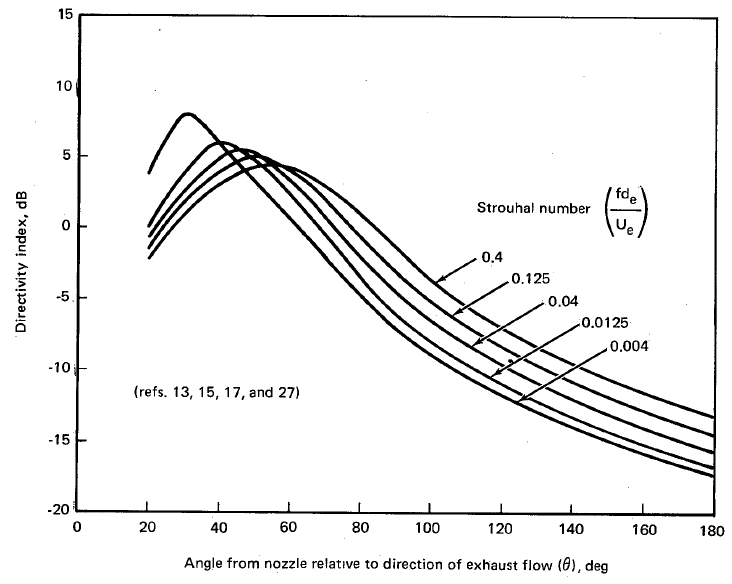 15
10
5
0
-5
-10
-15
-20
Directivity index, dB
Strouhal number (fde/Ue)
0.4
0.125
0.04
0.0125
0.004
(refs. 13, 15, 17, and 27)
0 20 40 60 80 100 120 140 160 180
Angle from nozzle relative to direction of exhaust flow (θ), deg